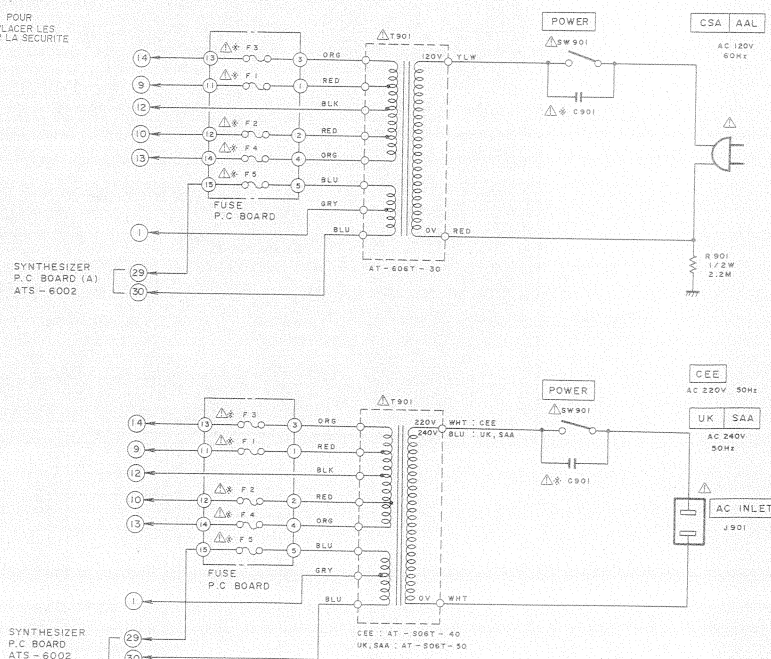 POUR
LACER LES
LA SECURITE
POWER
CSA AAL
AC 120V
60Hz
T901
SW901
C901
120V YLW
0V RED
14 13 F3 3 ORG
9 11 F1 1 RED
12 BLK
10 12 F2 2 RED
13 14 F4 4 ORG
15 F5 5 BLU
FUSE
P.C BOARD
GRY
1
BLU
SYNTHESIZER
P.C BOARD (A)
ATS-6002
29
30
AT-606T-30
R901
1/2W
2.2M
CEE
AC 220V 50Hz
UK SAA
AC 240V
50Hz
POWER
T901
SW901
C901
220V WHT : CEE
240V BLU : UK, SAA
14 13 F3 3 ORG
9 11 F1 1 RED
12 BLK
10 12 F2 2 RED
13 14 F4 4 ORG
15 F5 5 BLU
FUSE
P.C BOARD
GRY
1
BLU
0V WHT
AC INLET
J901
SYNTHESIZER
P.C BOARD
ATS-6002
29
30
CEE : AT-S06T-40
UK, SAA : AT-S06T-50